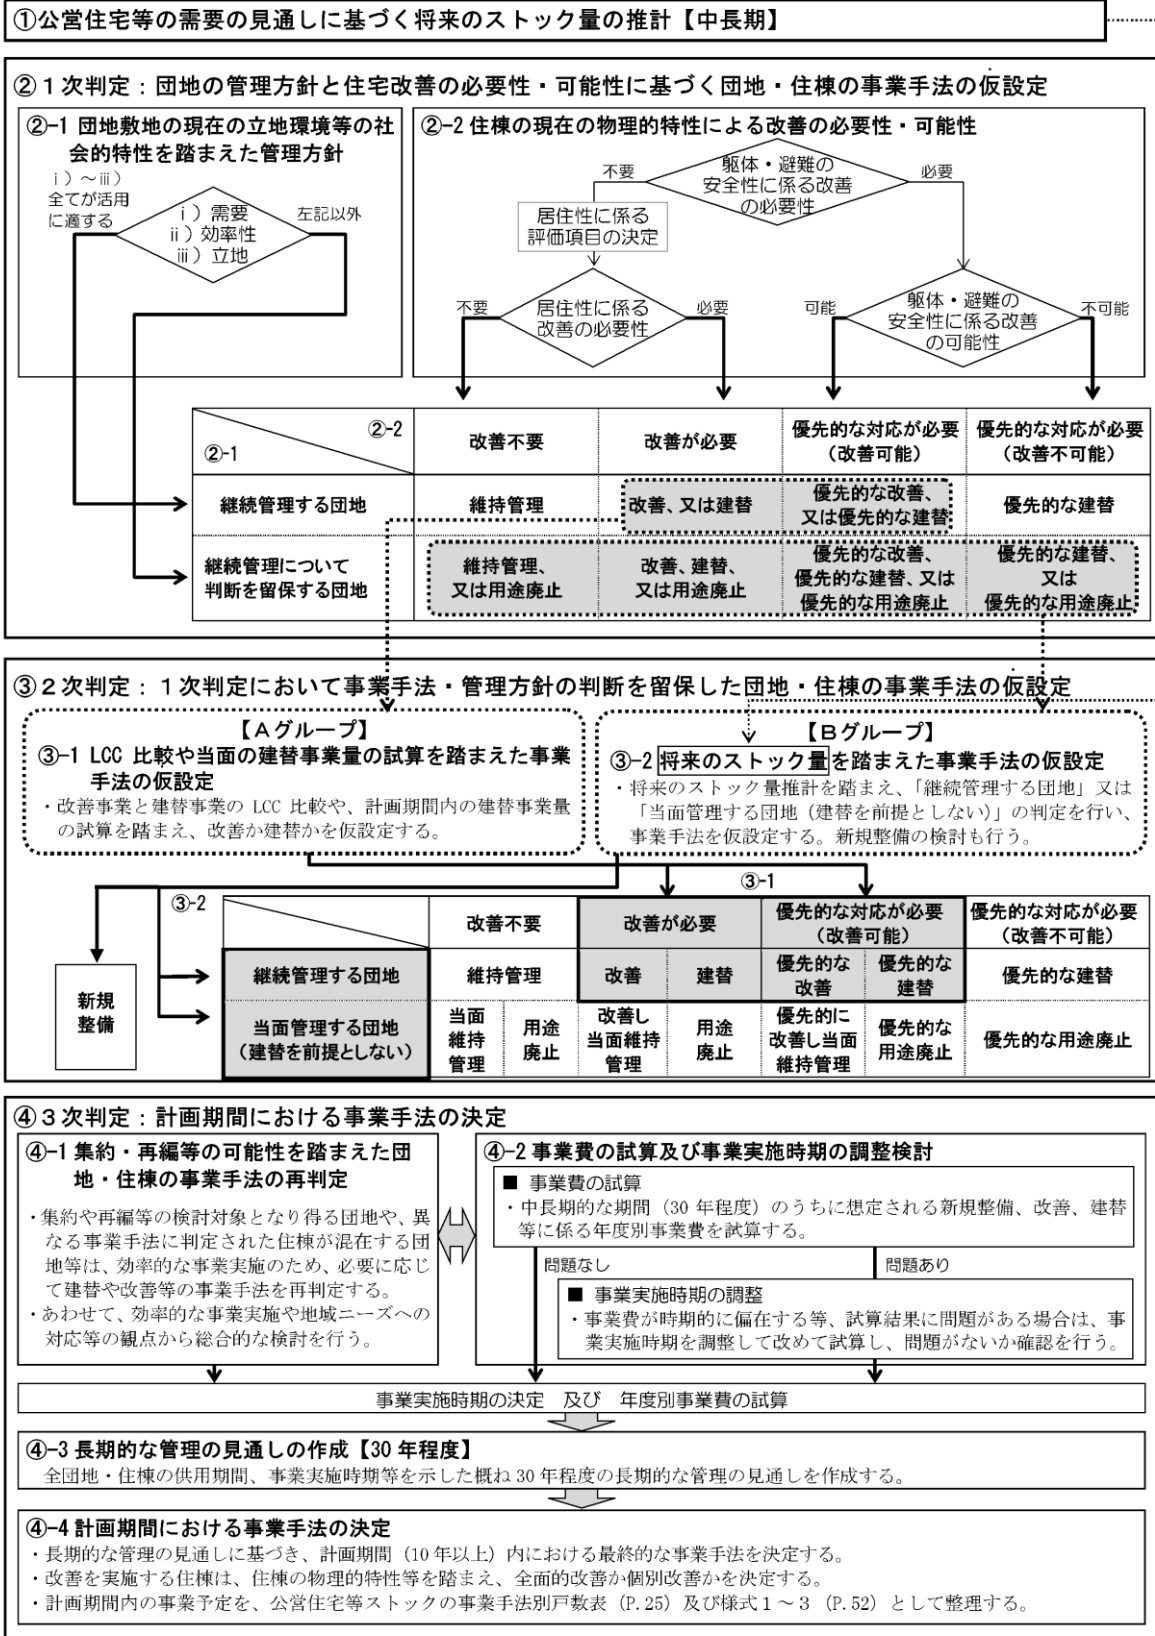 ①公営住宅等の需要の見通しに基づく将来のストック量の推計【中長期】
②１次判定：団地の管理方針と住宅改善の必要性・可能性に基づく団地・住棟の事業手法の仮設定
②-1 団地敷地の現在の立地環境等の社
会的特性を踏まえた管理方針
ⅰ）～ⅲ）
全てが活用
に適する
ⅰ）需要
ⅱ）効率性
ⅲ）立地
左記以外
②-2 住棟の現在の物理的特性による改善の必要性・可能性
不要
躯体・避難の
安全性に係る改善
の必要性
必要
居住性に係る
評価項目の決定
不要
居住性に係る
改善の必要性
必要
可能
躯体・避難の
安全性に係る改善
の可能性
不可能
②-2
②-1
改善不要
改善が必要
優先的な対応が必要
（改善可能）
優先的な対応が必要
（改善不可能）
継続管理する団地
維持管理
改善、又は建替
優先的な改善、
又は優先的な建替
優先的な建替
継続管理について
判断を留保する団地
維持管理、
又は用途廃止
改善、建替、
又は用途廃止
優先的な改善、
優先的な建替、又は
優先的な用途廃止
優先的な建替、
又は
優先的な用途廃止
③２次判定：１次判定において事業手法・管理方針の判断を留保した団地・住棟の事業手法の仮設定
【Ａグループ】
③-1 LCC 比較や当面の建替事業量の試算を踏まえた事業
手法の仮設定
・改善事業と建替事業の LCC 比較や、計画期間内の建替事業量
の試算を踏まえ、改善か建替かを仮設定する。
【Ｂグループ】
③-2 将来のストック量を踏まえた事業手法の仮設定
・将来のストック量推計を踏まえ、「継続管理する団地」又は
「当面管理する団地（建替を前提としない）」の判定を行い、
事業手法を仮設定する。新規整備の検討も行う。
③-1
③-2
新規
整備
改善不要
改善が必要
優先的な対応が必要
（改善可能）
優先的な対応が必要
（改善不可能）
継続管理する団地
維持管理
改善
建替
優先的な
改善
優先的な
建替
優先的な建替
当面管理する団地
（建替を前提としない）
当面
維持
管理
用途
廃止
改善し
当面維持
管理
用途
廃止
優先的に
改善し当面
維持管理
優先的な
用途廃止
優先的な用途廃止
④３次判定：計画期間における事業手法の決定
④-1 集約・再編等の可能性を踏まえた団
地・住棟の事業手法の再判定
・集約や再編等の検討対象となり得る団地や、異
なる事業手法に判定された住棟が混在する団
地等は、効率的な事業実施のため、必要に応じ
て建替や改善等の事業手法を再判定する。
・あわせて、効率的な事業実施や地域ニーズへの
対応等の観点から総合的な検討を行う。
④-2 事業費の試算及び事業実施時期の調整検討
■ 事業費の試算
・中長期的な期間（30 年程度）のうちに想定される新規整備、改善、建替
等に係る年度別事業費を試算する。
問題なし
問題あり
■ 事業実施時期の調整
・事業費が時期的に偏在する等、試算結果に問題がある場合は、事
業実施時期を調整して改めて試算し、問題がないか確認を行う。
事業実施時期の決定　及び　年度別事業費の試算
④-3 長期的な管理の見通しの作成【30 年程度】
全団地・住棟の供用期間、事業実施時期等を示した概ね 30 年程度の長期的な管理の見通しを作成する。
④-4 計画期間における事業手法の決定
・長期的な管理の見通しに基づき、計画期間（10 年以上）内における最終的な事業手法を決定する。
・改善を実施する住棟は、住棟の物理的特性等を踏まえ、全面的改善か個別改善かを決定する。
・計画期間内の事業予定を、公営住宅等ストックの事業手法別戸数表（P.25）及び様式１～３（P.52）として整理する。